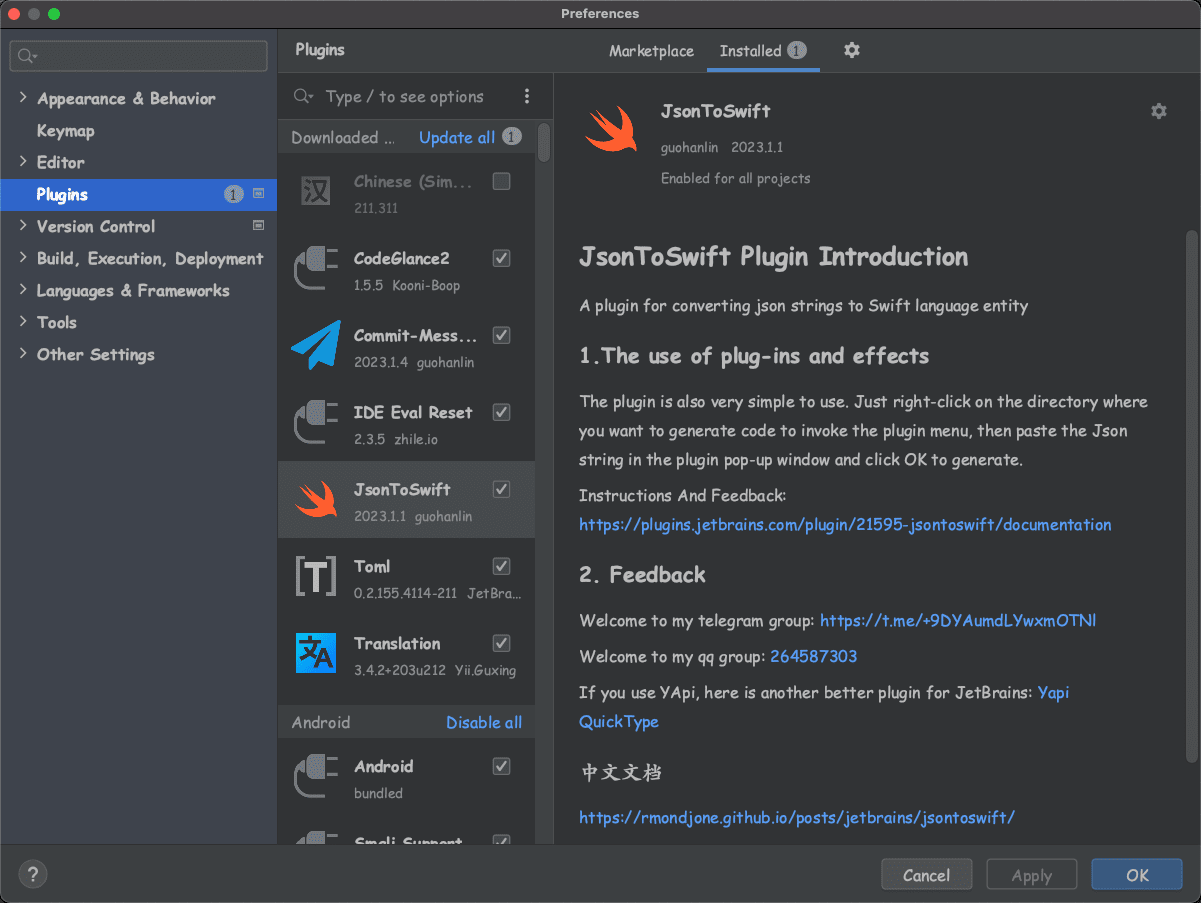 Preferences
Plugins
Marketplace
Installed 1
Appearance & Behavior
Keymap
Editor
Plugins 1
Version Control
Build, Execution, Deployment
Languages & Frameworks
Tools
Other Settings
Type / to see options
Downloaded ... Update all 1
汉
Chinese (Sim...
211.311
CodeGlance2
1.5.5 Kooni-Boop
Commit-Mess...
2023.1.4 guohanlin
IDE Eval Reset
2.3.5 zhile.io
JsonToSwift
2023.1.1 guohanlin
[T]
Toml
0.2.155.4114-211 JetBra...
文A
Translation
3.4.2+203u212 Yii.Guxing
Android Disable all
Android
bundled
Smali Support
JsonToSwift
guohanlin 2023.1.1
Enabled for all projects
JsonToSwift Plugin Introduction
A plugin for converting json strings to Swift language entity
1.The use of plug-ins and effects
The plugin is also very simple to use. Just right-click on the directory where
you want to generate code to invoke the plugin menu, then paste the Json
string in the plugin pop-up window and click OK to generate.
Instructions And Feedback:
https://plugins.jetbrains.com/plugin/21595-jsontoswift/documentation
2. Feedback
Welcome to my telegram group: https://t.me/+9DYAumdLYwxmOTNl
Welcome to my qq group: 264587303
If you use YApi, here is another better plugin for JetBrains: Yapi
QuickType
中文文档
https://rmondjone.github.io/posts/jetbrains/jsontoswift/
?
Cancel
Apply
OK